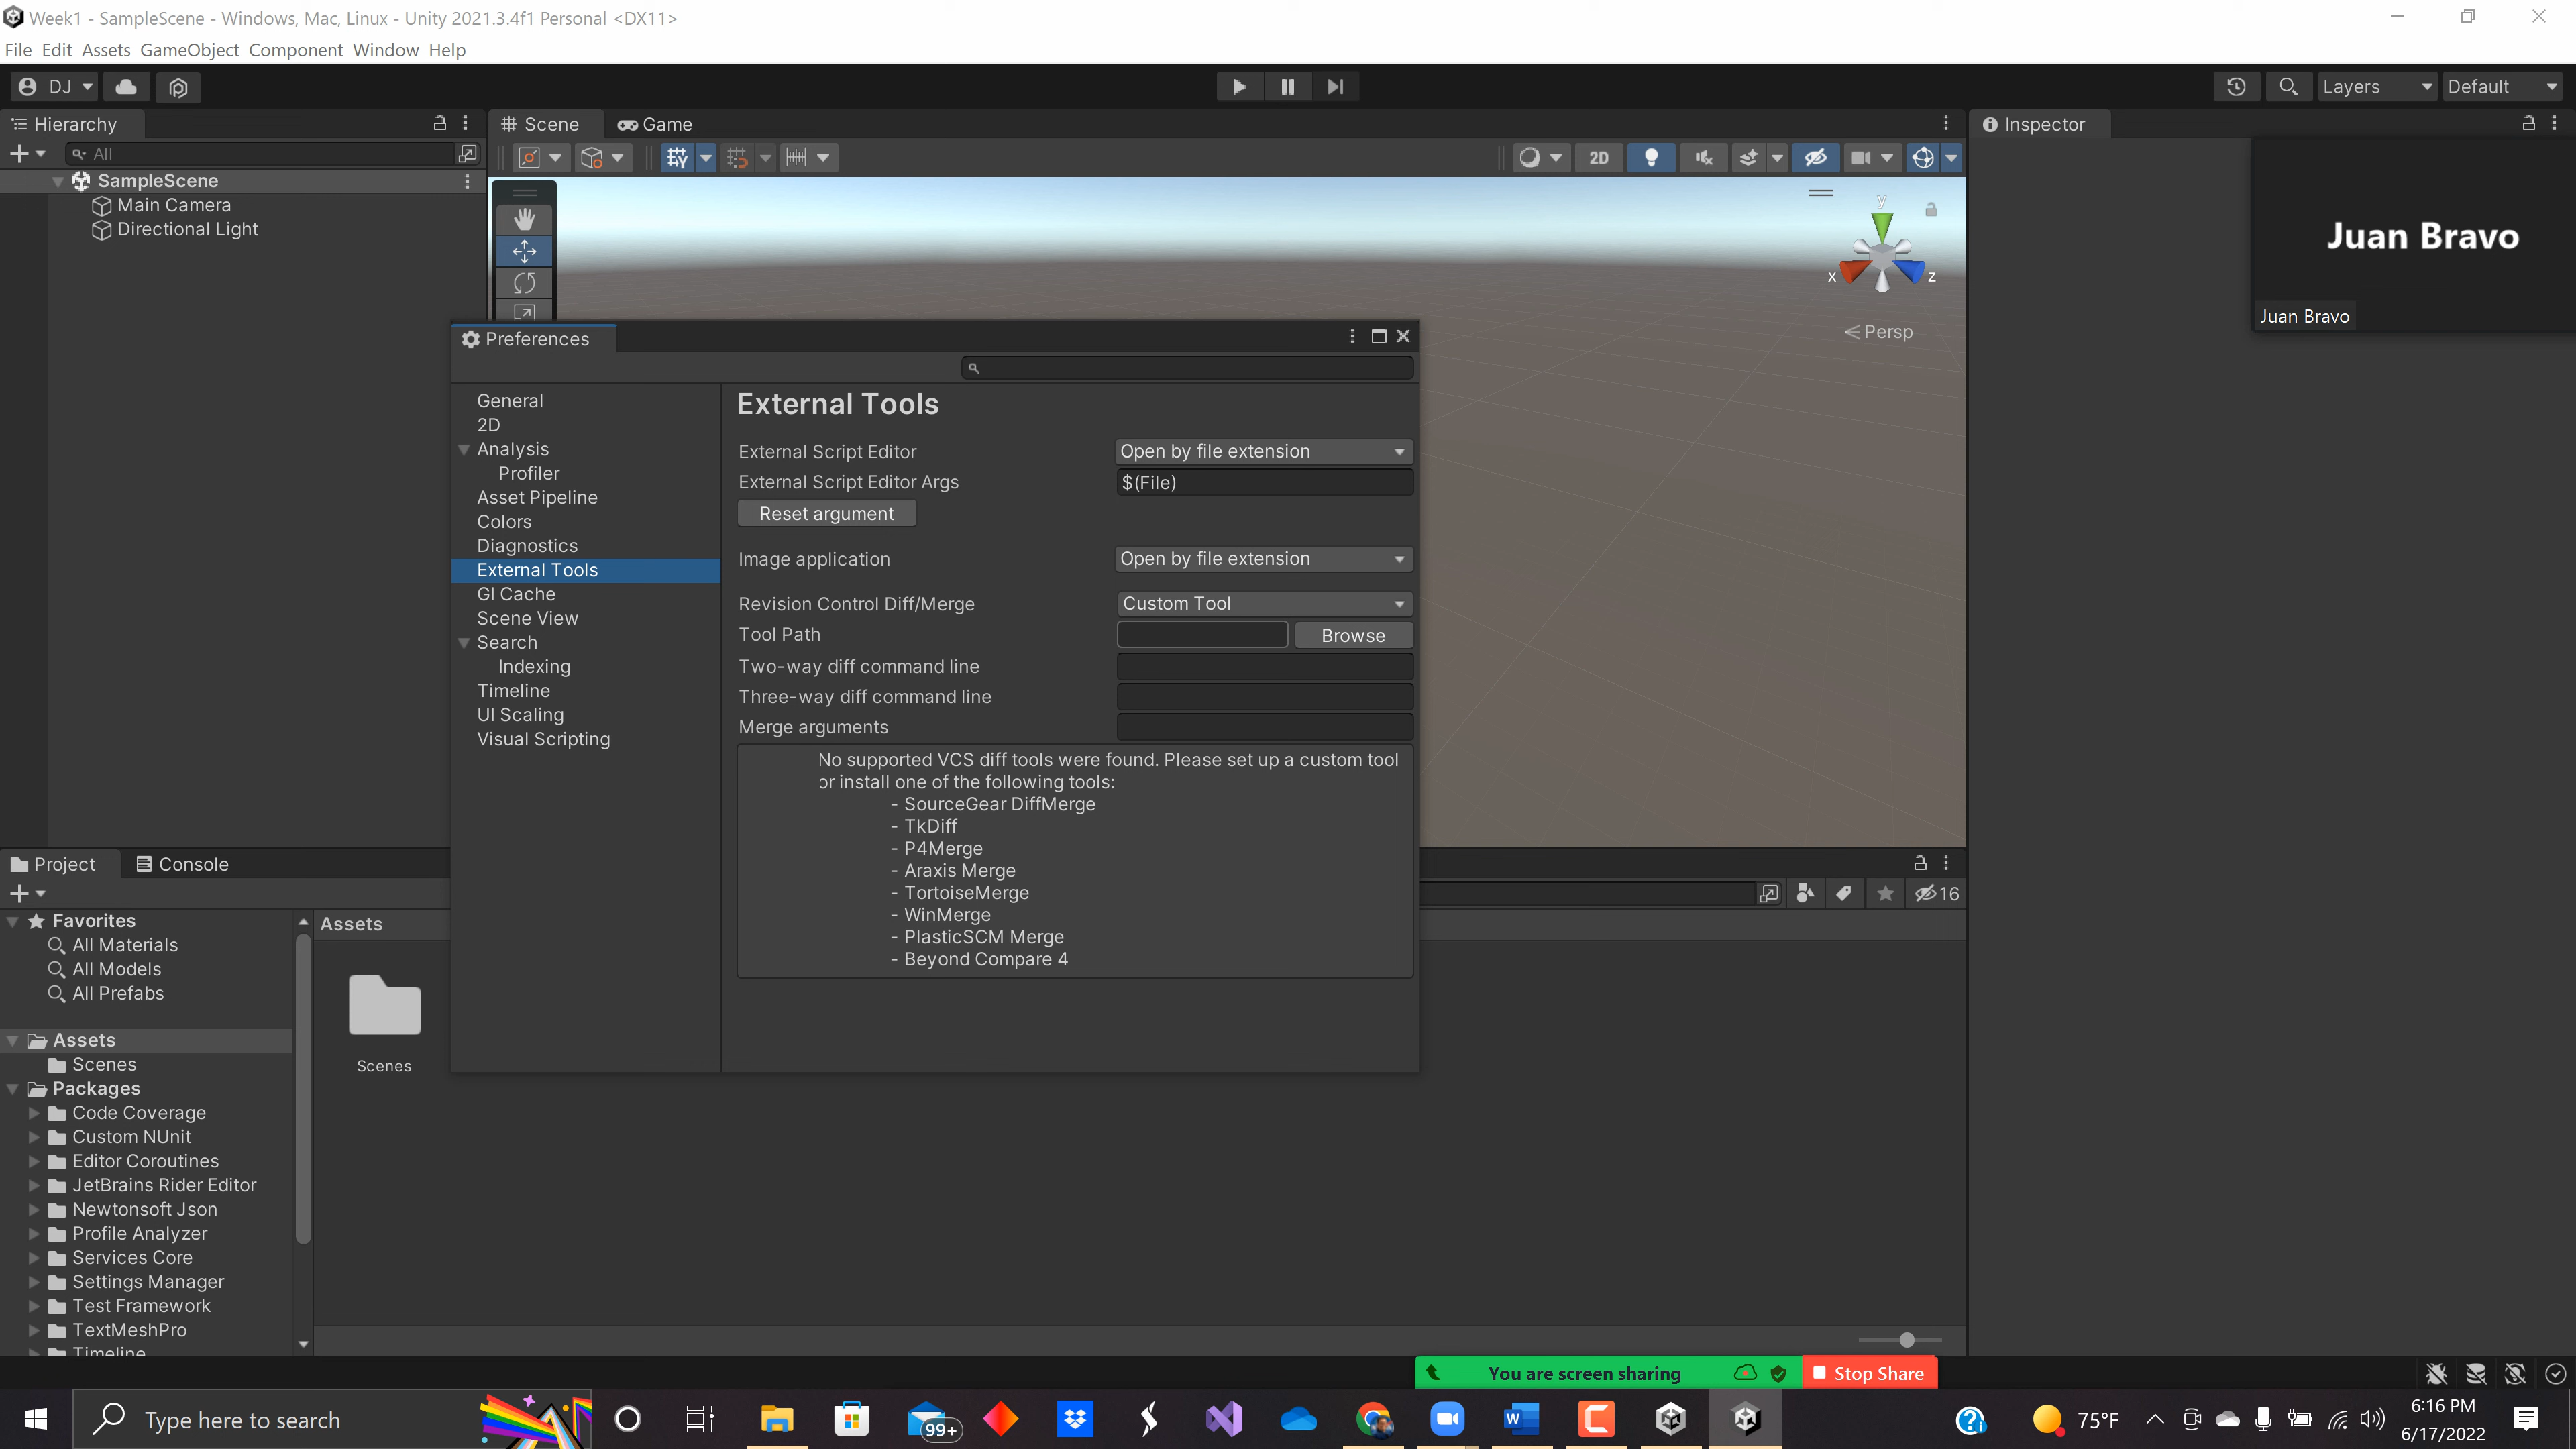 Week1 - SampleScene - Windows, Mac, Linux - Unity 2021.3.4f1 Personal <DX11>
File Edit Assets GameObject Component Window Help
DJ
Layers
Default
Hierarchy
All
SampleScene
Main Camera
Directional Light
Scene
Game
2D
y
x
z
Persp
Inspector
Juan Bravo
Juan Bravo
Preferences
General
2D
Analysis
Profiler
Asset Pipeline
Colors
Diagnostics
External Tools
GI Cache
Scene View
Search
Indexing
Timeline
UI Scaling
Visual Scripting
External Tools
External Script Editor
Open by file extension
External Script Editor Args
$(File)
Reset argument
Image application
Open by file extension
Revision Control Diff/Merge
Custom Tool
Tool Path
Browse
Two-way diff command line
Three-way diff command line
Merge arguments
No supported VCS diff tools were found. Please set up a custom tool
or install one of the following tools:
- SourceGear DiffMerge
- TkDiff
- P4Merge
- Araxis Merge
- TortoiseMerge
- WinMerge
- PlasticSCM Merge
- Beyond Compare 4
Project
Console
16
Favorites
All Materials
All Models
All Prefabs
Assets
Scenes
Packages
Code Coverage
Custom NUnit
Editor Coroutines
JetBrains Rider Editor
Newtonsoft Json
Profile Analyzer
Services Core
Settings Manager
Test Framework
TextMeshPro
Timeline
Assets
Scenes
You are screen sharing
Stop Share
Type here to search
99+
75°F
6:16 PM
6/17/2022